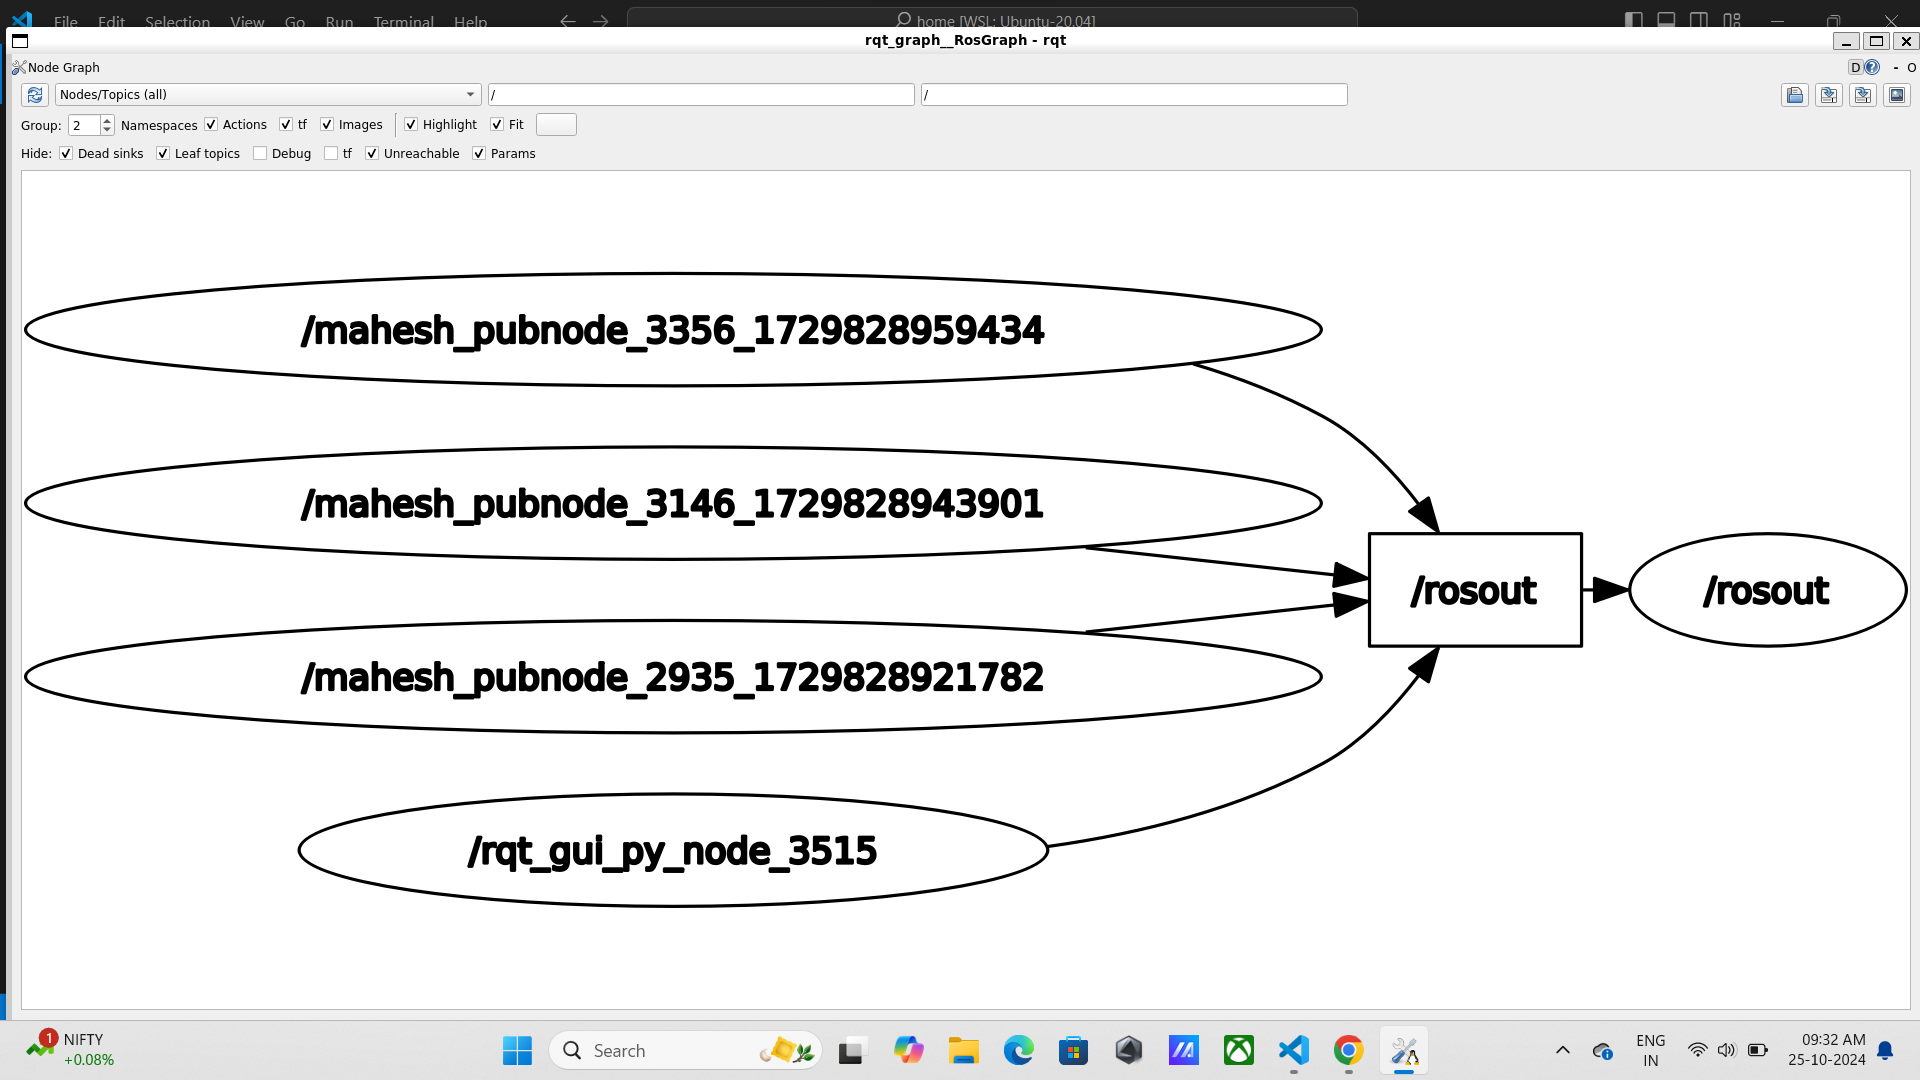 File Edit Selection View Go Run Terminal Help home [WSL: Ubuntu-20.04]
rqt_graph__RosGraph - rqt
Node Graph D - O
Nodes/Topics (all) / /
Group: 2 Namespaces Actions tf Images Highlight Fit
Hide: Dead sinks Leaf topics Debug tf Unreachable Params
/mahesh_pubnode_3356_1729828959434
/mahesh_pubnode_3146_1729828943901
/rosout /rosout
/mahesh_pubnode_2935_1729828921782
/rqt_gui_py_node_3515
1 NIFTY
+0.08%
Search
ENG
IN
09:32 AM
25-10-2024